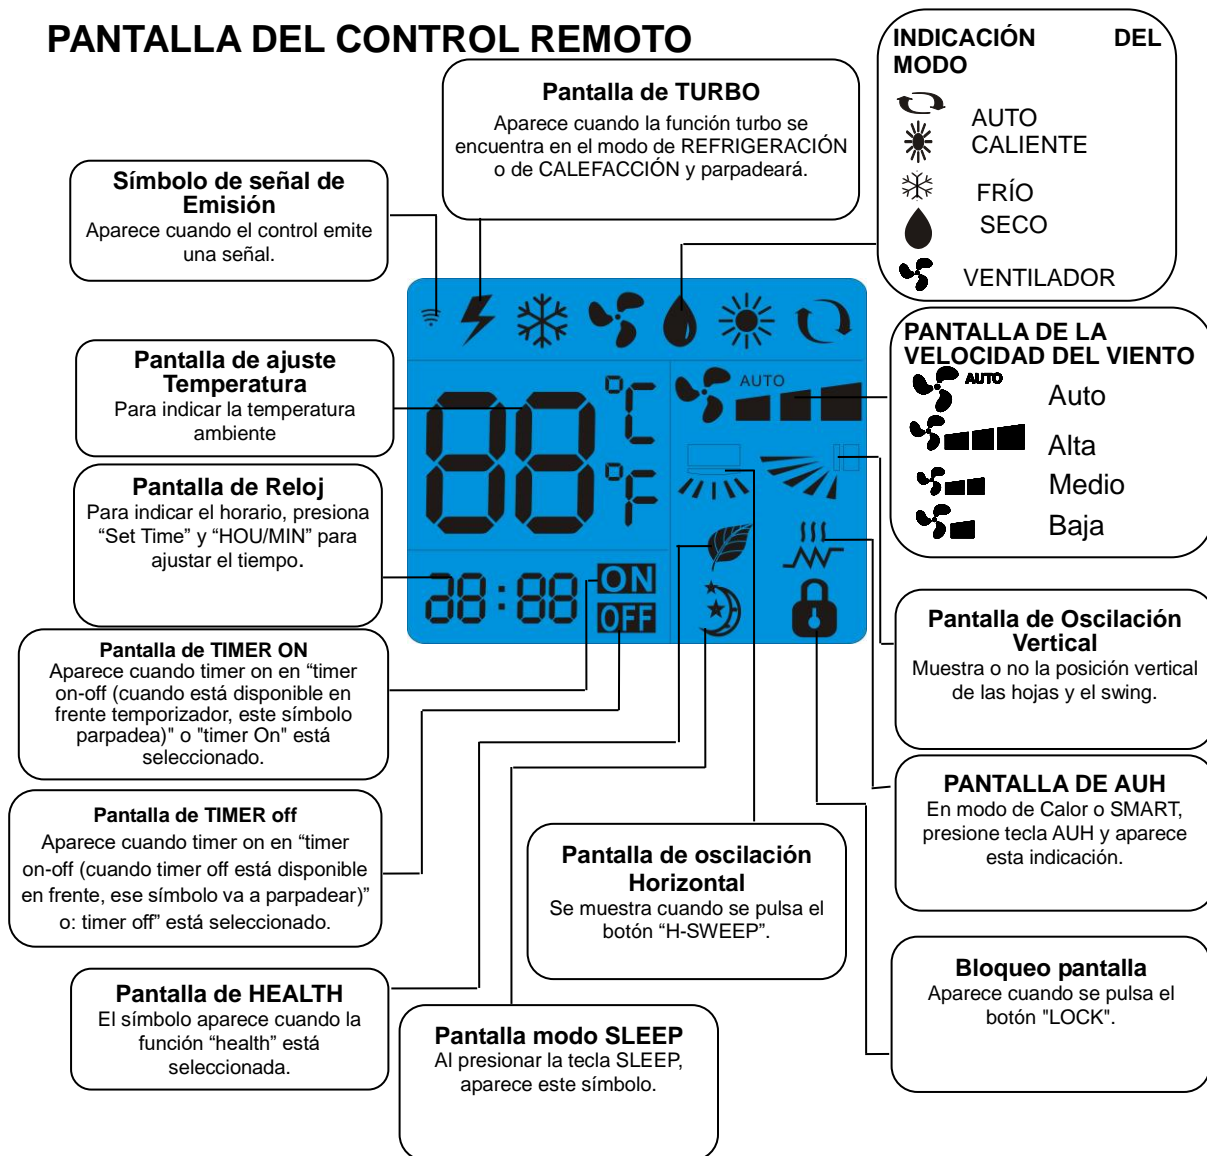 PANTALLA DEL CONTROL REMOTO
INDICACIÓN DEL
MODO
AUTO
CALIENTE
FRÍO
SECO
VENTILADOR
Pantalla de TURBO
Aparece cuando la función turbo se
encuentra en el modo de REFRIGERACIÓN
o de CALEFACCIÓN y parpadeará.
Símbolo de señal de
Emisión
Aparece cuando el control emite
una señal.
Pantalla de ajuste
Temperatura
Para indicar la temperatura
ambiente
Pantalla de Reloj
Para indicar el horario, presiona
“Set Time” y “HOU/MIN” para
ajustar el tiempo.
Pantalla de TIMER ON
Aparece cuando timer on en “timer
on-off (cuando está disponible en
frente temporizador, este símbolo
parpadea)" o "timer On" está
seleccionado.
Pantalla de TIMER off
Aparece cuando timer on en “timer
on-off (cuando timer off está disponible
en frente, ese símbolo va a parpadear)”
o: timer off” está seleccionado.
Pantalla de HEALTH
El símbolo aparece cuando la
función “health” está
seleccionada.
88 °C
°F
AUTO
28:88 ON
OFF
PANTALLA DE LA
VELOCIDAD DEL VIENTO
AUTO Auto
Alta
Medio
Baja
Pantalla de Oscilación
Vertical
Muestra o no la posición vertical
de las hojas y el swing.
PANTALLA DE AUH
En modo de Calor o SMART,
presione tecla AUH y aparece
esta indicación.
Pantalla de oscilación
Horizontal
Se muestra cuando se pulsa el
botón “H-SWEEP”.
Bloqueo pantalla
Aparece cuando se pulsa el
botón "LOCK".
Pantalla modo SLEEP
Al presionar la tecla SLEEP,
aparece este símbolo.